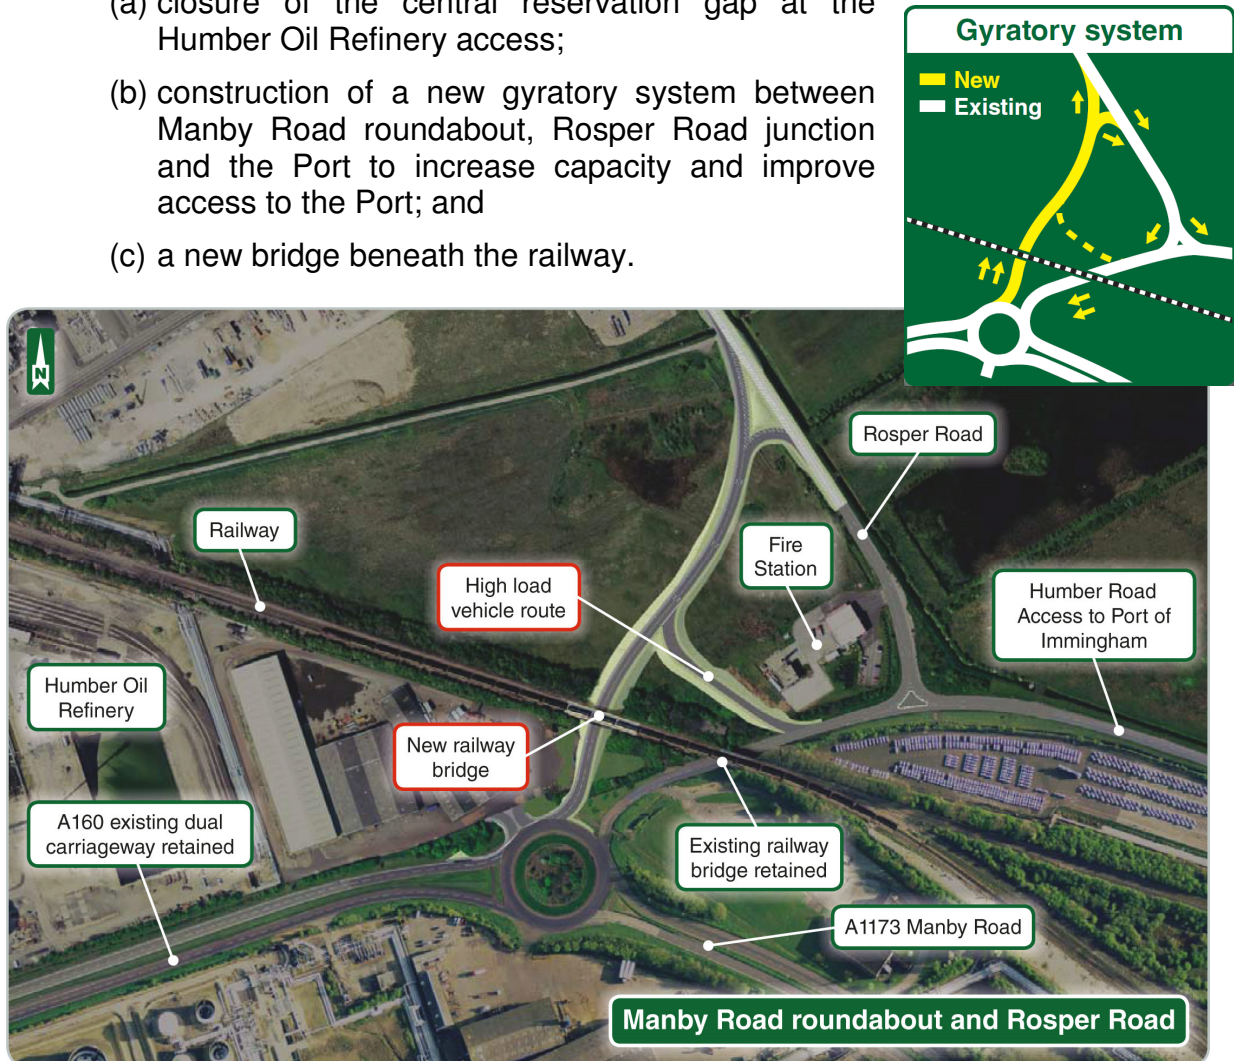 (a) closure of the central reservation gap at the
Humber Oil Refinery access;
(b) construction of a new gyratory system between
Manby Road roundabout, Rosper Road junction
and the Port to increase capacity and improve
access to the Port; and
(c) a new bridge beneath the railway.
Gyratory system
New
Existing
N
Rosper Road
Railway
Fire
Station
High load
vehicle route
Humber Road
Access to Port of
Immingham
Humber Oil
Refinery
New railway
bridge
A160 existing dual
carriageway retained
Existing railway
bridge retained
A1173 Manby Road
Manby Road roundabout and Rosper Road